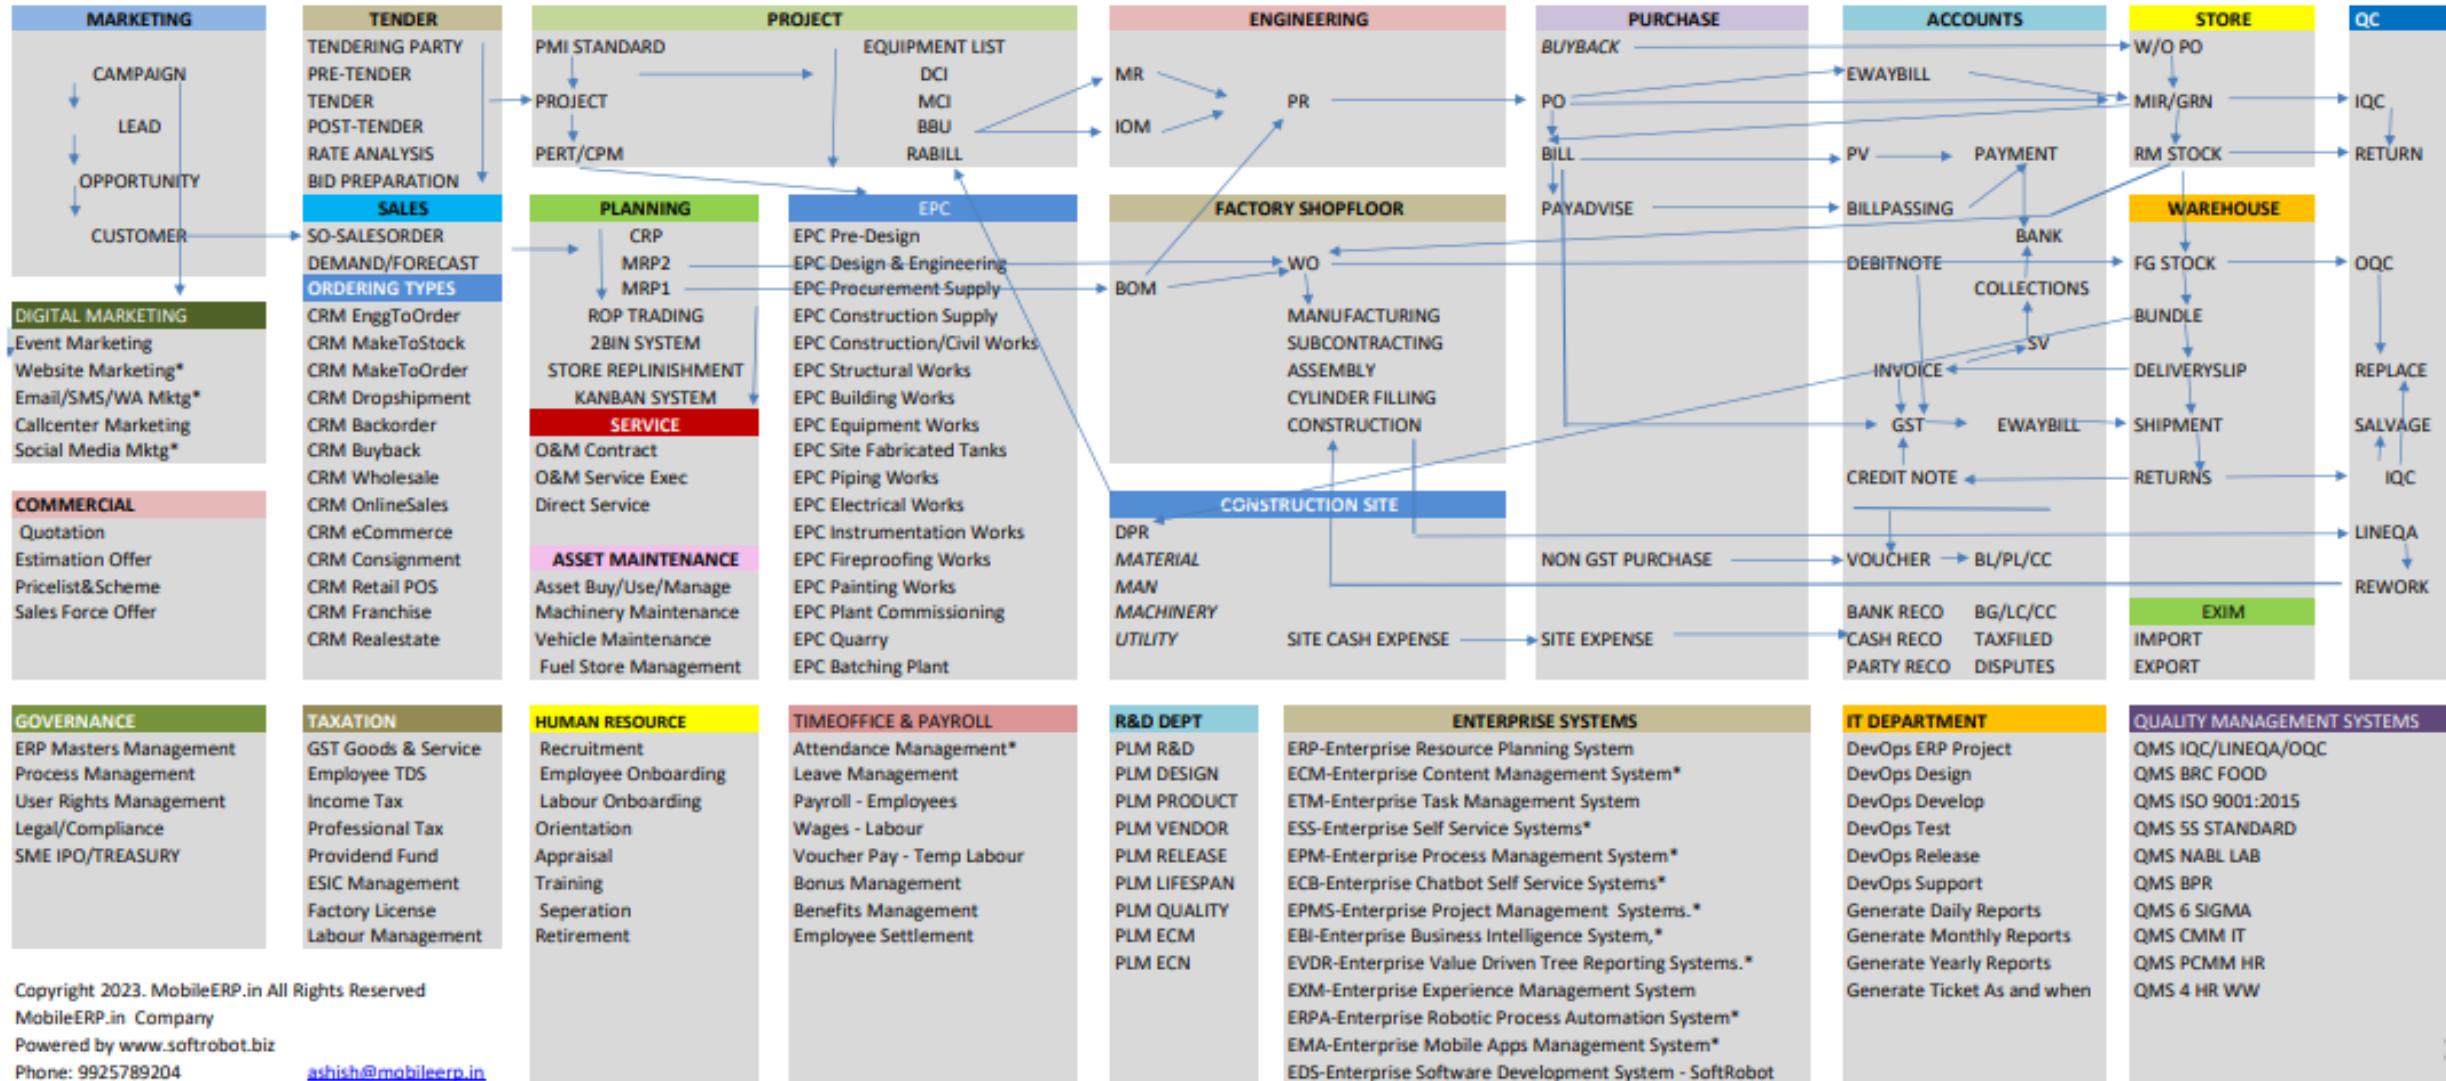 MARKETING
CAMPAIGN
LEAD
OPPORTUNITY
CUSTOMER
DIGITAL MARKETING
Event Marketing
Website Marketing*
Email/SMS/WA Mktg*
Callcenter Marketing
Social Media Mktg*
COMMERCIAL
Quotation
Estimation Offer
Pricelist&Scheme
Sales Force Offer
TENDER
TENDERING PARTY
PRE-TENDER
TENDER
POST-TENDER
RATE ANALYSIS
BID PREPARATION
SALES
SO-SALESORDER
DEMAND/FORECAST
ORDERING TYPES
CRM EnggToOrder
CRM MakeToStock
CRM MakeToOrder
CRM Dropshipment
CRM Backorder
CRM Buyback
CRM Wholesale
CRM OnlineSales
CRM eCommerce
CRM Consignment
CRM Retail POS
CRM Franchise
CRM Realestate
PROJECT
PMI STANDARD
PROJECT
PERT/CPM
EQUIPMENT LIST
DCI
MCI
BBU
RABILL
PLANNING
CRP
MRP2
MRP1
ROP TRADING
2BIN SYSTEM
STORE REPLINISHMENT
KANBAN SYSTEM
SERVICE
O&M Contract
O&M Service Exec
Direct Service
ASSET MAINTENANCE
Asset Buy/Use/Manage
Machinery Maintenance
Vehicle Maintenance
Fuel Store Management
EPC
EPC Pre-Design
EPC Design & Engineering
EPC Procurement Supply
EPC Construction Supply
EPC Construction/Civil Works
EPC Structural Works
EPC Building Works
EPC Equipment Works
EPC Site Fabricated Tanks
EPC Piping Works
EPC Electrical Works
EPC Instrumentation Works
EPC Fireproofing Works
EPC Painting Works
EPC Plant Commissioning
EPC Quarry
EPC Batching Plant
ENGINEERING
MR
IOM
PR
FACTORY SHOPFLOOR
WO
BOM
MANUFACTURING
SUBCONTRACTING
ASSEMBLY
CYLINDER FILLING
CONSTRUCTION
CONSTRUCTION SITE
DPR
MATERIAL
MAN
MACHINERY
UTILITY
SITE CASH EXPENSE
PURCHASE
BUYBACK
PO
BILL
PAYADVISE
NON GST PURCHASE
SITE EXPENSE
ACCOUNTS
EWAYBILL
PV PAYMENT
BILLPASSING
BANK
DEBITNOTE
COLLECTIONS
SV
INVOICE
GST EWAYBILL
CREDIT NOTE
VOUCHER BL/PL/CC
BANK RECO BG/LC/CC
CASH RECO TAXFILED
PARTY RECO DISPUTES
STORE
W/O PO
MIR/GRN
RM STOCK
WAREHOUSE
FG STOCK
BUNDLE
DELIVERYSLIP
SHIPMENT
RETURNS
EXIM
IMPORT
EXPORT
QC
IQC
RETURN
OQC
REPLACE
SALVAGE
IQC
LINEQA
REWORK
GOVERNANCE
ERP Masters Management
Process Management
User Rights Management
Legal/Compliance
SME IPO/TREASURY
TAXATION
GST Goods & Service
Employee TDS
Income Tax
Professional Tax
Providend Fund
ESIC Management
Factory License
Labour Management
HUMAN RESOURCE
Recruitment
Employee Onboarding
Labour Onboarding
Orientation
Appraisal
Training
Seperation
Retirement
TIMEOFFICE & PAYROLL
Attendance Management*
Leave Management
Payroll - Employees
Wages - Labour
Voucher Pay - Temp Labour
Bonus Management
Benefits Management
Employee Settlement
R&D DEPT
PLM R&D
PLM DESIGN
PLM PRODUCT
PLM VENDOR
PLM RELEASE
PLM LIFESPAN
PLM QUALITY
PLM ECM
PLM ECN
ENTERPRISE SYSTEMS
ERP-Enterprise Resource Planning System
ECM-Enterprise Content Management System*
ETM-Enterprise Task Management System
ESS-Enterprise Self Service Systems*
EPM-Enterprise Process Management System*
ECB-Enterprise Chatbot Self Service Systems*
EPMS-Enterprise Project Management Systems.*
EBI-Enterprise Business Intelligence System,*
EVDR-Enterprise Value Driven Tree Reporting Systems.*
EXM-Enterprise Experience Management System
ERPA-Enterprise Robotic Process Automation System*
EMA-Enterprise Mobile Apps Management System*
EDS-Enterprise Software Development System - SoftRobot
IT DEPARTMENT
DevOps ERP Project
DevOps Design
DevOps Develop
DevOps Test
DevOps Release
DevOps Support
Generate Daily Reports
Generate Monthly Reports
Generate Yearly Reports
Generate Ticket As and when
QUALITY MANAGEMENT SYSTEMS
QMS IQC/LINEQA/OQC
QMS BRC FOOD
QMS ISO 9001:2015
QMS 5S STANDARD
QMS NABL LAB
QMS BPR
QMS 6 SIGMA
QMS CMM IT
QMS PCMM HR
QMS 4 HR WW
Copyright 2023. MobileERP.in All Rights Reserved
MobileERP.in Company
Powered by www.softrobot.biz
Phone: 9925789204 ashish@mobileerp.in